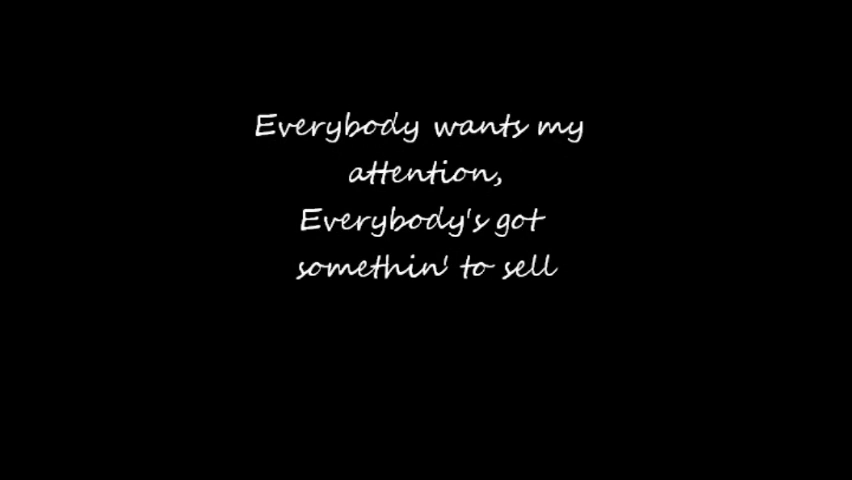 Everybody wants my
attention,
Everybody's got
somethin' to sell